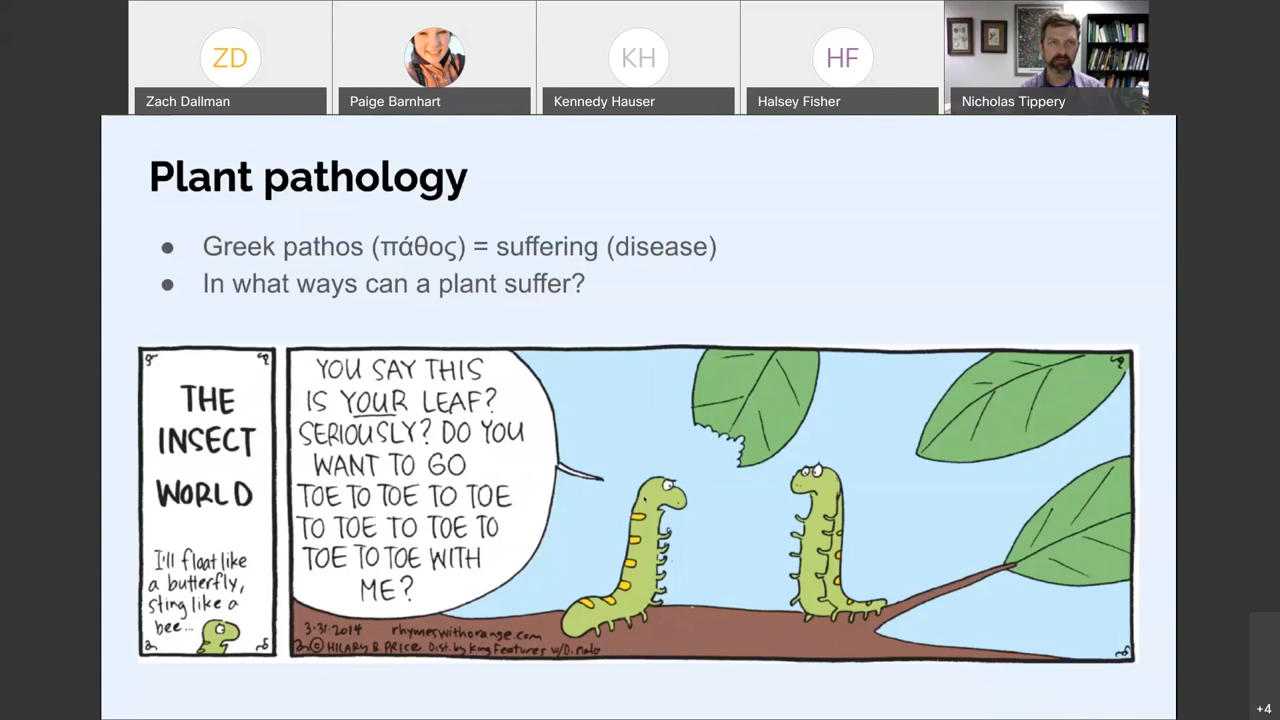 ZD
KH
HF
Zach Dallman
Paige Barnhart
Kennedy Hauser
Halsey Fisher
Nicholas Tippery
Plant pathology
● Greek pathos (πάθος) = suffering (disease)
● In what ways can a plant suffer?
THE
INSECT
WORLD
I'll float like
a butterfly,
sting like a
bee...
YOU SAY THIS
IS YOUR LEAF?
SERIOUSLY? DO YOU
WANT TO GO
TOE TO TOE TO TOE
TO TOE TO TOE TO
TOE TO TOE WITH
ME?
3-31-2014 rhymeswithorange.com
© HILARY B. PRICE Dist. by King Features w/D.
+4